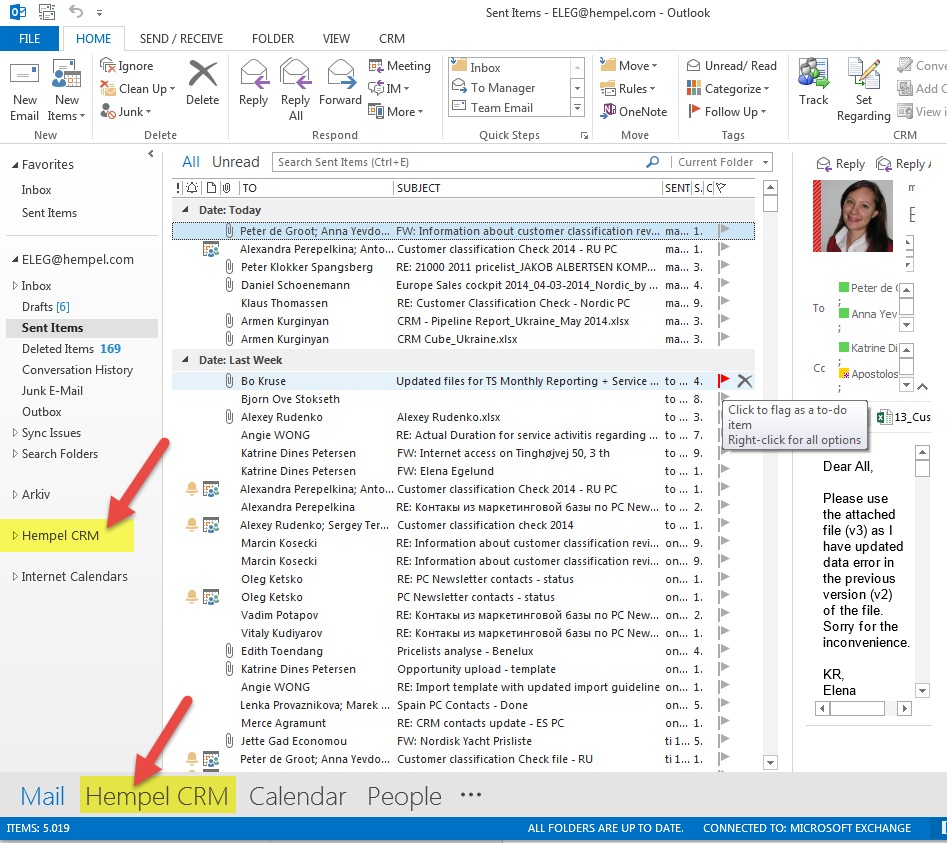 Sent Items - ELEG@hempel.com - Outlook
FILE HOME SEND / RECEIVE FOLDER VIEW CRM
New Email
New Items
New
Ignore
Clean Up
Junk
Delete
Delete
Reply
Reply All
Forward
Meeting
IM
More
Respond
Inbox
To Manager
Team Email
Quick Steps
Move
Rules
OneNote
Move
Unread/ Read
Categorize
Follow Up
Tags
Track
Set Regarding
Conve
Add C
View i
CRM
Favorites
Inbox
Sent Items
ELEG@hempel.com
Inbox
Drafts [6]
Sent Items
Deleted Items 169
Conversation History
Junk E-Mail
Outbox
Sync Issues
Search Folders
Arkiv
Hempel CRM
Internet Calendars
All Unread Search Sent Items (Ctrl+E) Current Folder
! TO SUBJECT SENT S. C
Date: Today
Peter de Groot; Anna Yevdo... FW: Information about customer classification rev... ma... 1.
Alexandra Perepelkina; Anto... Customer classification Check 2014 - RU PC ma... 1.
Peter Klokker Spangsberg RE: 21000 2011 pricelist_JAKOB ALBERTSEN KOMP... ma... 3.
Daniel Schoenemann Europe Sales cockpit 2014_04-03-2014_Nordic_by ma... 4.
Klaus Thomassen RE: Customer Classification Check - Nordic PC ma... 9.
Armen Kurginyan CRM - Pipeline Report_Ukraine_May 2014.xlsx ma... 3.
Armen Kurginyan CRM Cube_Ukraine.xlsx ma... 3.
Date: Last Week
Bo Kruse Updated files for TS Monthly Reporting + Service ... to ... 4.
Bjorn Ove Stokseth to ... 8.
Alexey Rudenko Alexey Rudenko.xlsx to ... 2.
Angie WONG RE: Actual Duration for service activitis regarding ... to ... 7.
Katrine Dines Petersen FW: Internet access on Tinghøjvej 50, 3 th to ... 9.
Katrine Dines Petersen FW: Elena Egelund to ... 2.
Alexandra Perepelkina; Anto... Customer classification Check 2014 - RU PC to ... 1.
Alexandra Perepelkina RE: Контакы из маркетинговой базы по PC New... to ... 2.
Alexey Rudenko; Sergey Ter... Customer classification check 2014 to ... 1.
Marcin Kosecki RE: Information about customer classification revi... on... 9.
Marcin Kosecki RE: Information about customer classification revi... on... 9.
Oleg Ketsko RE: PC Newsletter contacts - status on... 2.
Oleg Ketsko PC Newsletter contacts - status on... 1.
Vadim Potapov RE: Контакы из маркетинговой базы по PC New... on... 2.
Vitaly Kudiyarov RE: Контакы из маркетинговой базы по PC New... on... 1.
Edith Toendang Pricelists analyse - Benelux on... 4.
Katrine Dines Petersen Opportunity upload - template on... 1.
Angie WONG RE: Import template with updated import guideline on... 1.
Lenka Provaznikova; Marek ... Spain PC Contacts - Done on... 2.
Merce Agramunt RE: CRM contacts update - ES PC on... 4.
Jette Gad Economou FW: Nordisk Yacht Prisliste ti 1... 5.
Peter de Groot; Anna Yevdo... Customer classification Check file - RU ti 1... 1.
Click to flag as a to-do
item
Right-click for all options
Reply Reply A
m
E
To
Peter de G
;
Anna Yev
;
Cc
Katrine Di
;
Apostolos
13_Cus
Dear All,
Please use
the attached
file (v3) as I
have updated
data error in
the previous
version (v2)
of the file.
Sorry for the
inconvenience.
KR,
Elena
Mail Hempel CRM Calendar People ...
ITEMS: 5.019 ALL FOLDERS ARE UP TO DATE. CONNECTED TO: MICROSOFT EXCHANGE